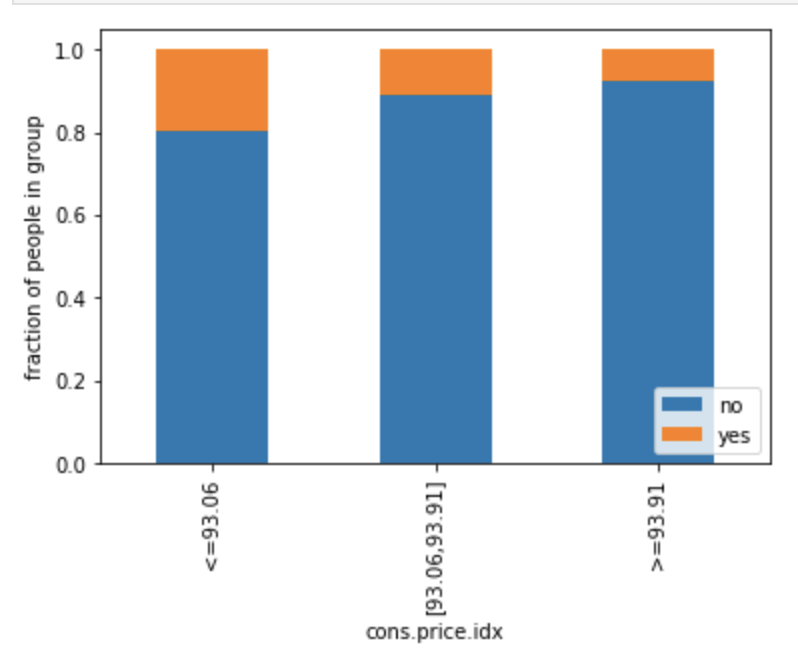 1.0
0.8
0.6
0.4
0.2
0.0
fraction of people in group
no
yes
<=93.06
[93.06,93.91]
>=93.91
cons.price.idx